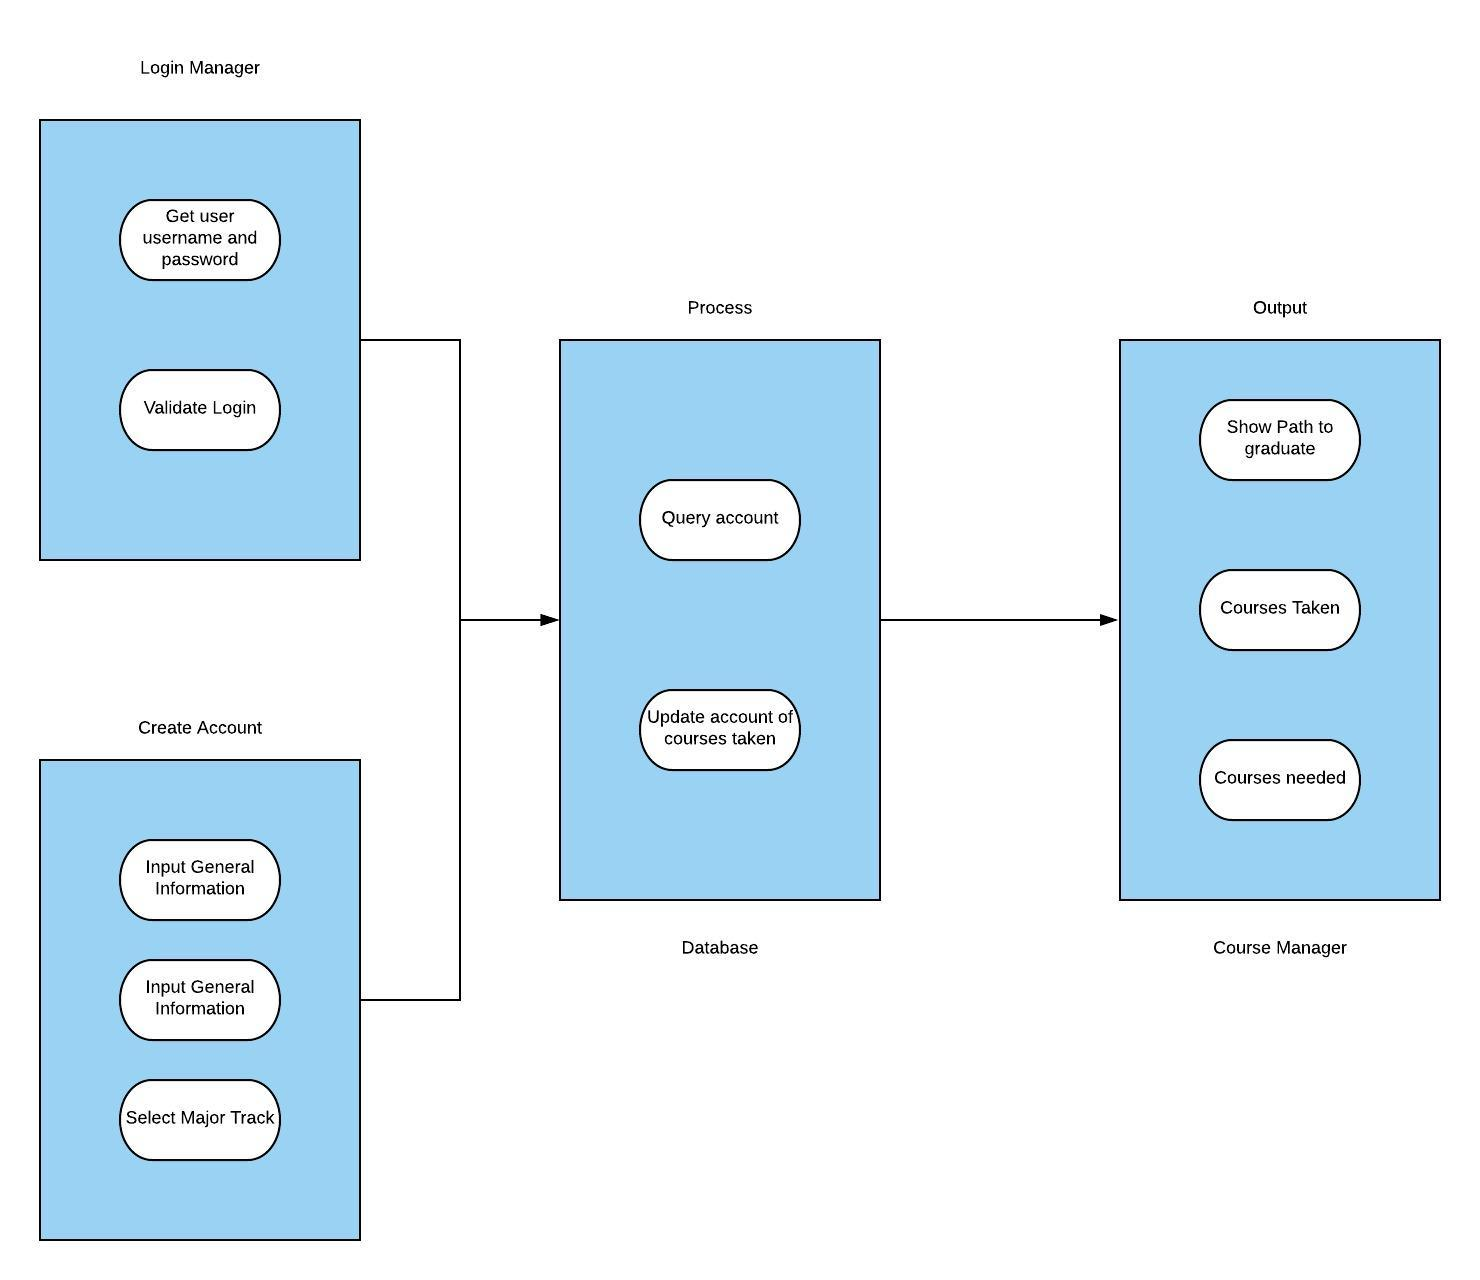 Login Manager
Get user
username and
password
Validate Login
Create Account
Input General
Information
Input General
Information
Select Major Track
Process
Query account
Update account of
courses taken
Database
Output
Show Path to
graduate
Courses Taken
Courses needed
Course Manager